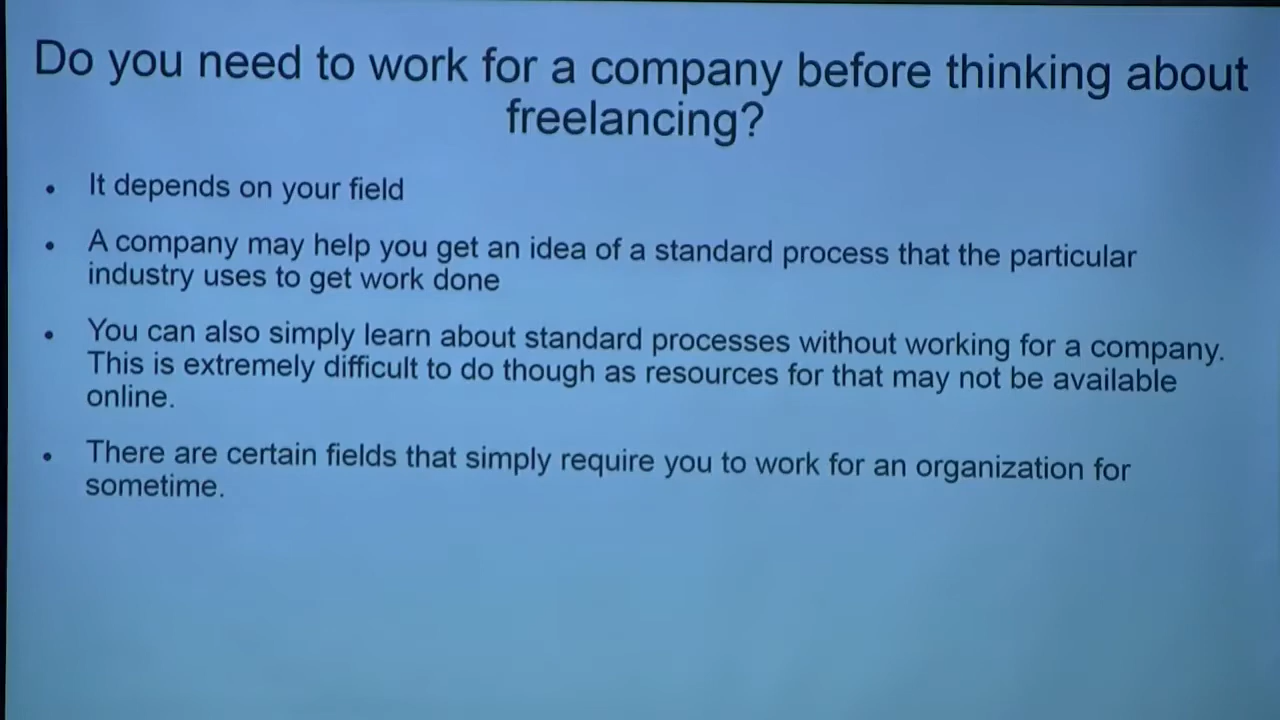 Do you need to work for a company before thinking about
freelancing?
• It depends on your field
• A company may help you get an idea of a standard process that the particular
industry uses to get work done
• You can also simply learn about standard processes without working for a company.
This is extremely difficult to do though as resources for that may not be available
online.
• There are certain fields that simply require you to work for an organization for
sometime.